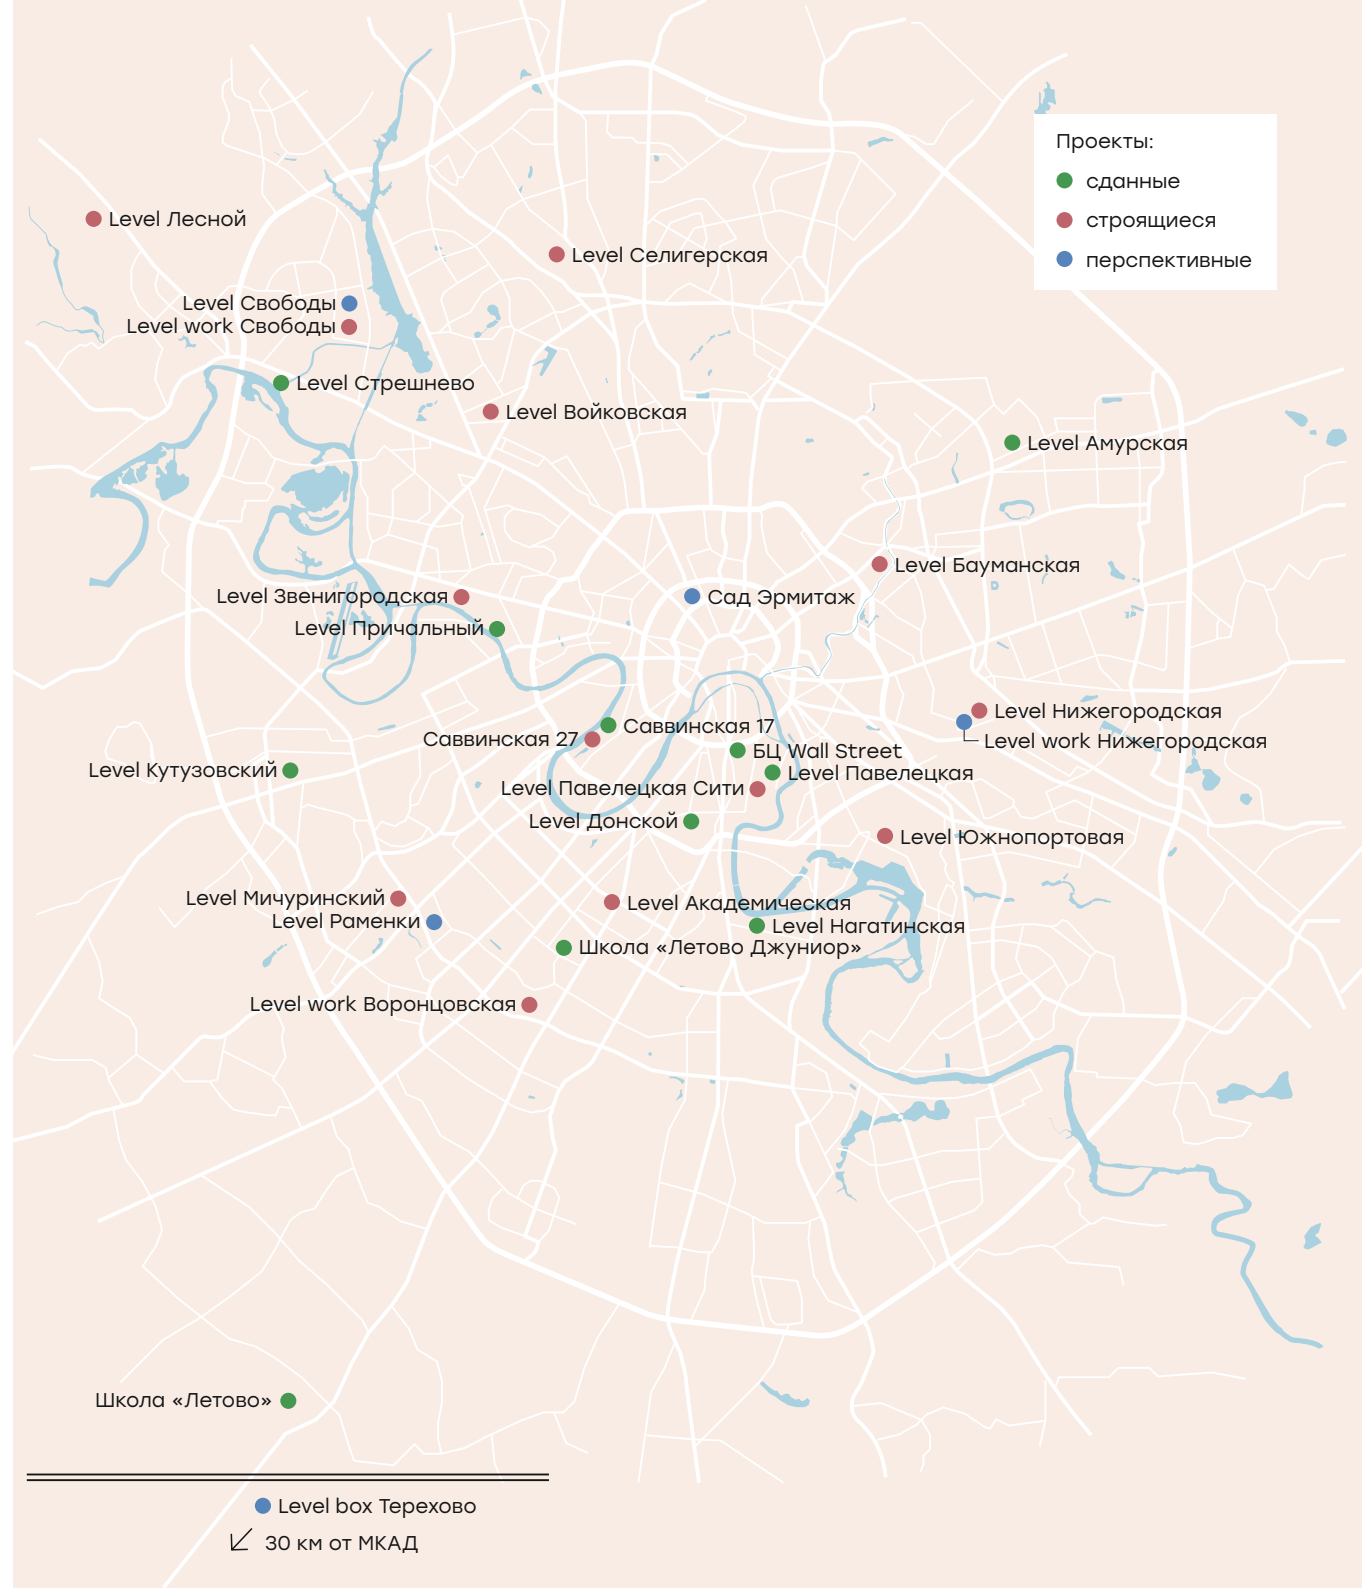 Проекты:
сданные
строящиеся
перспективные
Level Лесной
Level Селигерская
Level Свободы
Level work Свободы
Level Стрешнево
Level Войковская
Level Амурская
Level Бауманская
Level Звенигородская
Сад Эрмитаж
Level Причальный
Level Нижегородская
Саввинская 17
Саввинская 27
Level work Нижегородская
БЦ Wall Street
Level Кутузовский
Level Павелецкая
Level Павелецкая Сити
Level Донской
Level Южнопортовая
Level Мичуринский
Level Академическая
Level Раменки
Level Нагатинская
Школа «Летово Джуниор»
Level work Воронцовская
Школа «Летово»
Level box Терехово
30 км от МКАД